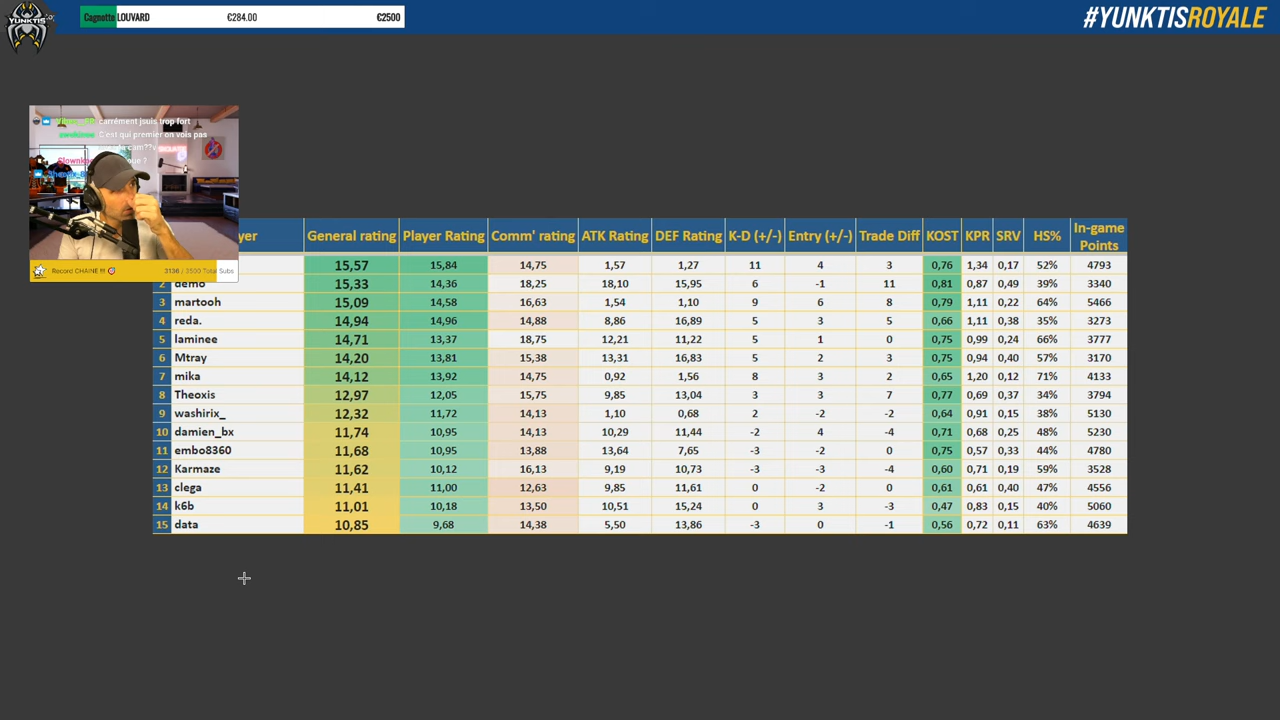 YUNKTIS
Cagnotte LOUVARD €284.00 €2500
#YUNKTISROYALE
carrément jsuis trop fort
C'est qui premier on vois pas
cam??
Record CHAINE !!! 3136 / 3500 Total Subs
yer General rating Player Rating Comm' rating ATK Rating DEF Rating K-D (+/-) Entry (+/-) Trade Diff KOST KPR SRV HS% In-game Points
15,57 15,84 14,75 1,57 1,27 11 4 3 0,76 1,34 0,17 52% 4793
2 demo 15,33 14,36 18,25 18,10 15,95 6 -1 11 0,81 0,87 0,49 39% 3340
3 martooh 15,09 14,58 16,63 1,54 1,10 9 6 8 0,79 1,11 0,22 64% 5466
4 reda. 14,94 14,96 14,88 8,86 16,89 5 3 5 0,66 1,11 0,38 35% 3273
5 laminee 14,71 13,37 18,75 12,21 11,22 5 1 0 0,75 0,99 0,24 66% 3777
6 Mtray 14,20 13,81 15,38 13,31 16,83 5 2 3 0,75 0,94 0,40 57% 3170
7 mika 14,12 13,92 14,75 0,92 1,56 8 3 2 0,65 1,20 0,12 71% 4133
8 Theoxis 12,97 12,05 15,75 9,85 13,04 3 3 7 0,77 0,69 0,37 34% 3794
9 washirix_ 12,32 11,72 14,13 1,10 0,68 2 -2 -2 0,64 0,91 0,15 38% 5130
10 damien_bx 11,74 10,95 14,13 10,29 11,44 -2 4 -4 0,71 0,68 0,25 48% 5230
11 embo8360 11,68 10,95 13,88 13,64 7,65 -3 -2 0 0,75 0,57 0,33 44% 4780
12 Karmaze 11,62 10,12 16,13 9,19 10,73 -3 -3 -4 0,60 0,71 0,19 59% 3528
13 clega 11,41 11,00 12,63 9,85 11,61 0 -2 0 0,61 0,61 0,40 47% 4556
14 k6b 11,01 10,18 13,50 10,51 15,24 0 3 -3 0,47 0,83 0,15 40% 5060
15 data 10,85 9,68 14,38 5,50 13,86 -3 0 -1 0,56 0,72 0,11 63% 4639